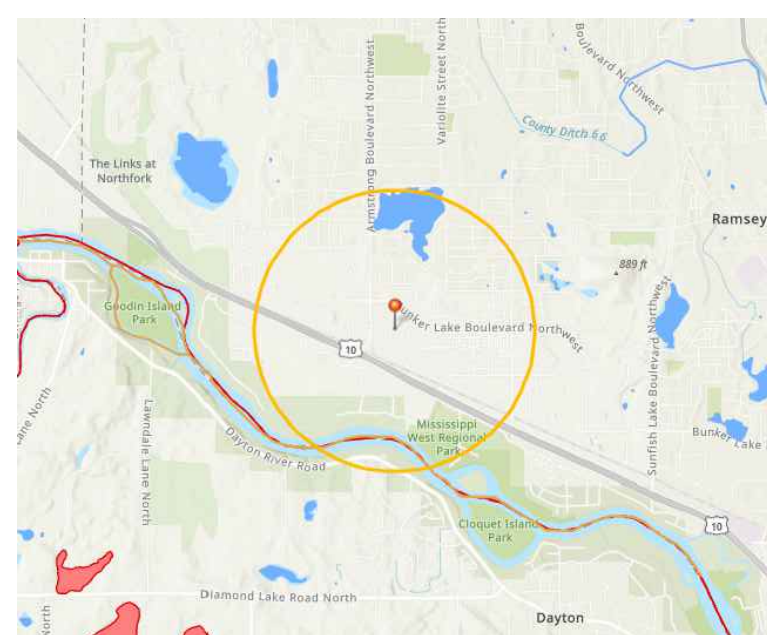 Boulevard Northwest
Variolite Street North
Armstrong Boulevard Northwest
County Ditch 66
The Links at
Northfork
Ramsey
889 ft
Goodin Island
Park
Bunker Lake Boulevard Northwest
10
Sunfish Lake Boulevard Northwest
Lane North
Lawndale Lane North
Mississippi
West Regional
Park
Dayton River Road
Bunker Lake
10
Cloquet Island
Park
Diamond Lake Road North
North
Dayton